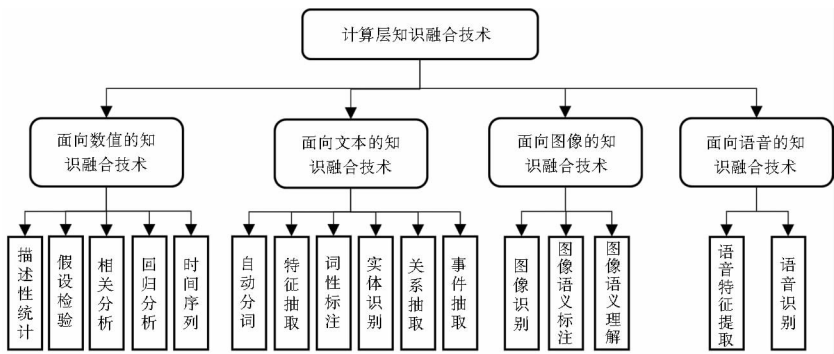 计算层知识融合技术
面向数值的知
识融合技术
面向文本的知
识融合技术
面向图像的知
识融合技术
面向语音的知
识融合技术
描述性统计
假设检验
相关分析
回归分析
时间序列
自动分词
特征抽取
词性标注
实体识别
关系抽取
事件抽取
图像识别
图像语义标注
图像语义理解
语音特征提取
语音识别